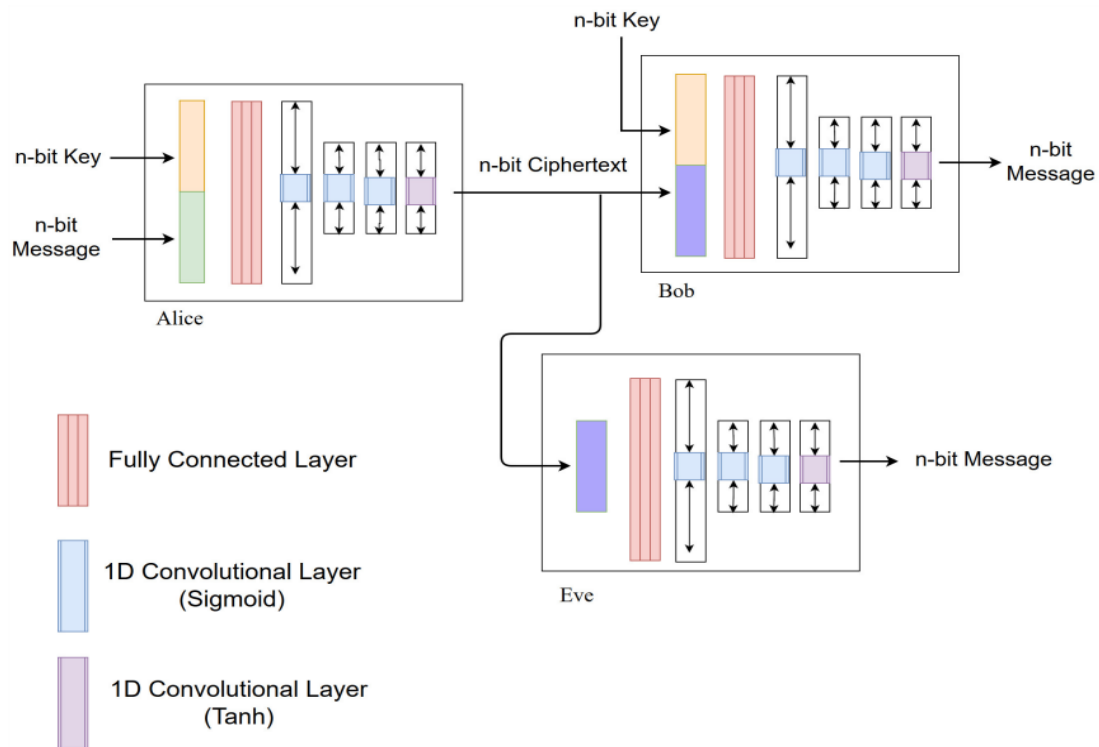 n-bit Key
n-bit Key
n-bit
Message
n-bit Ciphertext
n-bit
Message
Alice
Bob
n-bit Message
Eve
Fully Connected Layer
1D Convolutional Layer
(Sigmoid)
1D Convolutional Layer
(Tanh)